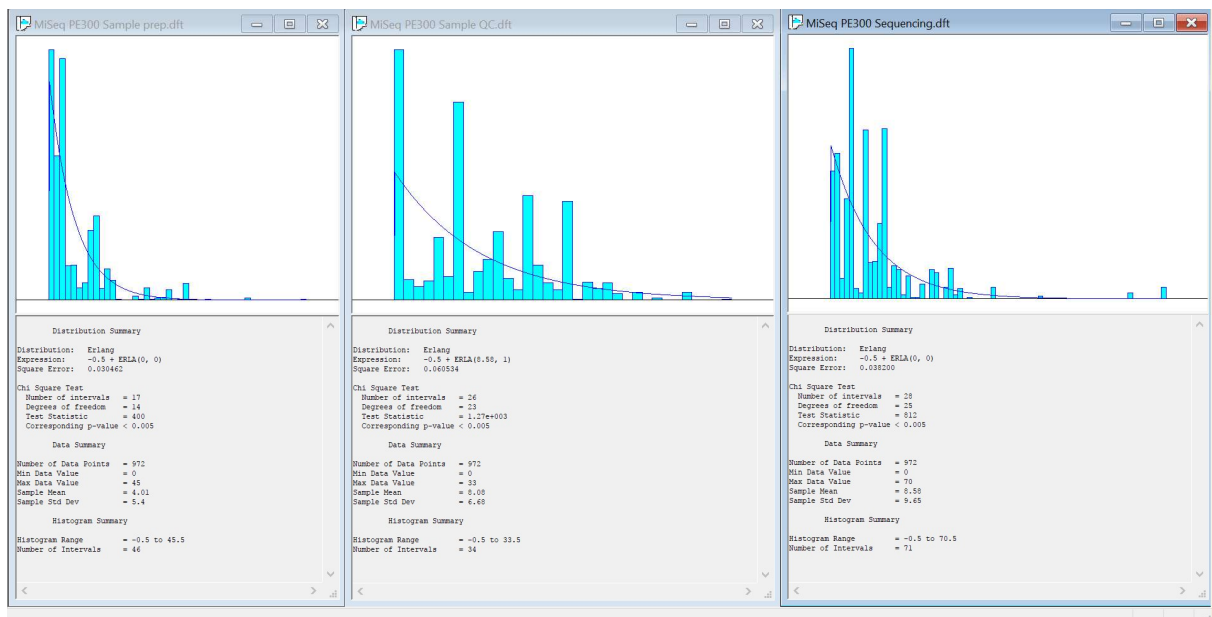 MiSeq PE300 Sample prep.dft
Distribution Summary
Distribution: Erlang
Expression: -0.5 + ERLA(0, 0)
Square Error: 0.030462
Chi Square Test
Number of intervals = 17
Degrees of freedom = 14
Test Statistic = 400
Corresponding p-value < 0.005
Data Summary
Number of Data Points = 972
Min Data Value = 0
Max Data Value = 45
Sample Mean = 4.01
Sample Std Dev = 5.4
Histogram Summary
Histogram Range = -0.5 to 45.5
Number of Intervals = 46
MiSeq PE300 Sample QC.dft
Distribution Summary
Distribution: Erlang
Expression: -0.5 + ERLA(8.58, 1)
Square Error: 0.060534
Chi Square Test
Number of intervals = 26
Degrees of freedom = 23
Test Statistic = 1.27e+003
Corresponding p-value < 0.005
Data Summary
Number of Data Points = 972
Min Data Value = 0
Max Data Value = 33
Sample Mean = 8.08
Sample Std Dev = 6.68
Histogram Summary
Histogram Range = -0.5 to 33.5
Number of Intervals = 34
MiSeq PE300 Sequencing.dft
Distribution Summary
Distribution: Erlang
Expression: -0.5 + ERLA(0, 0)
Square Error: 0.038200
Chi Square Test
Number of intervals = 28
Degrees of freedom = 25
Test Statistic = 812
Corresponding p-value < 0.005
Data Summary
Number of Data Points = 972
Min Data Value = 0
Max Data Value = 70
Sample Mean = 8.58
Sample Std Dev = 9.65
Histogram Summary
Histogram Range = -0.5 to 70.5
Number of Intervals = 71